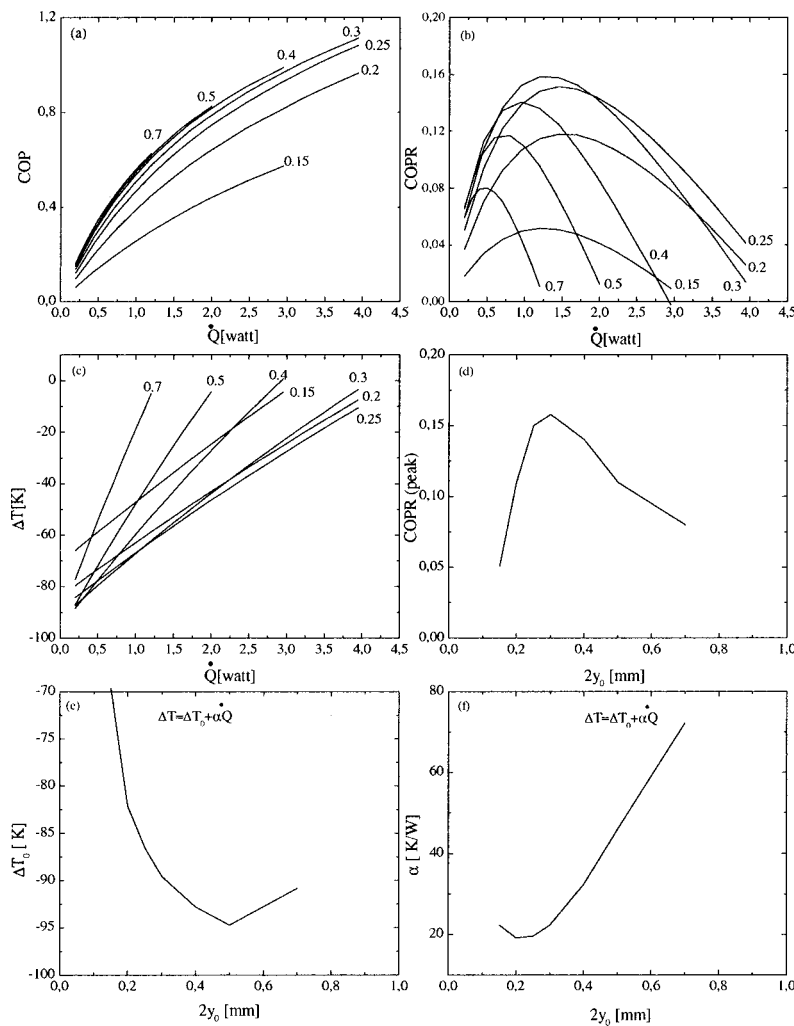 (a)
1,2
0,8
0,4
0,0
COP
0.3
0.4
0.25
0.5
0.2
0.7
0.15
0,0 0,5 1,0 1,5 2,0 2,5 3,0 3,5 4,0 4,5
Q̇[watt]
(b)
0,20
0,16
0,12
0,08
0,04
0,00
COPR
0.25
0.4
0.2
0.15
0.7
0.5
0.3
0,0 0,5 1,0 1,5 2,0 2,5 3,0 3,5 4,0 4,5
Q̇[watt]
(c)
0
-20
-40
-60
-80
-100
ΔT[K]
0.7
0.5
0.4
0.15
0.3
0.2
0.25
0,0 0,5 1,0 1,5 2,0 2,5 3,0 3,5 4,0 4,5
Q̇[watt]
(d)
0,20
0,15
0,10
0,05
0,00
COPR (peak)
0,0 0,2 0,4 0,6 0,8 1,0
2y₀ [mm]
(e)
ΔT=ΔT₀+αQ̇
-70
-75
-80
-85
-90
-95
-100
ΔT₀ [ K]
0,0 0,2 0,4 0,6 0,8 1,0
2y₀ [mm]
(f)
ΔT=ΔT₀+αQ̇
80
60
40
20
α [ K/W]
0,0 0,2 0,4 0,6 0,8 1,0
2y₀ [mm]